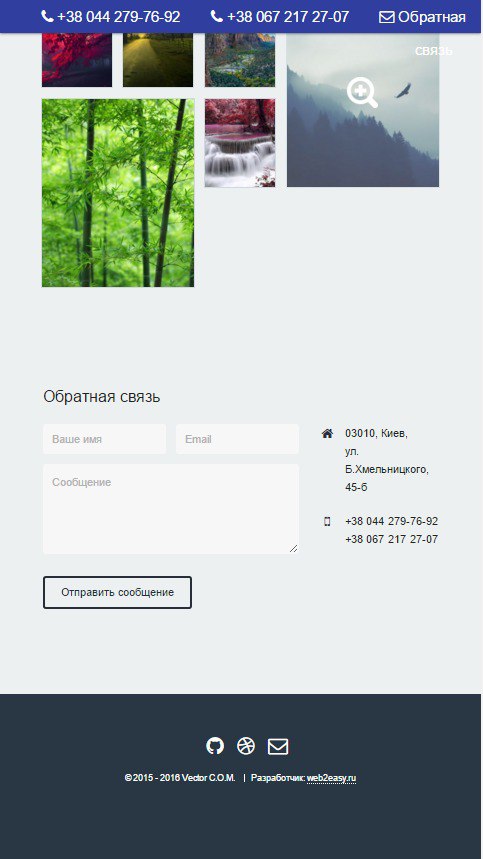 +38 044 279-76-92 +38 067 217 27-07 Обратная
связь
Обратная связь
Ваше имя Email
03010, Киев,
ул.
Б.Хмельницкого,
45-б
Сообщение
+38 044 279-76-92
+38 067 217 27-07
Отправить сообщение
© 2015 - 2016 Vector C.O.M. | Разработчик: web2easy.ru